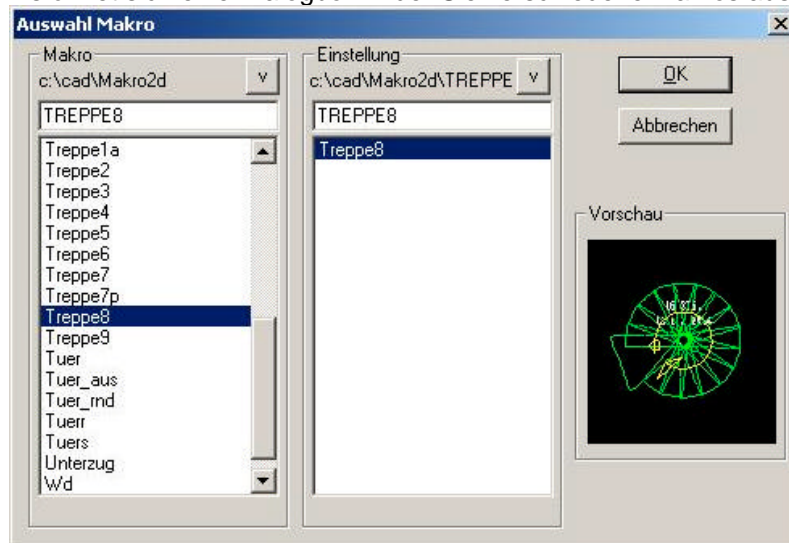 Auswahl Makro
Makro
c:\cad\Makro2d
v
TREPPE8
Treppe1a
Treppe2
Treppe3
Treppe4
Treppe5
Treppe6
Treppe7
Treppe7p
Treppe8
Treppe9
Tuer
Tuer_aus
Tuer_rnd
Tuerr
Tuers
Unterzug
Wd
Einstellung
c:\cad\Makro2d\TREPPE
v
TREPPE8
Treppe8
OK
Abbrechen
Vorschau